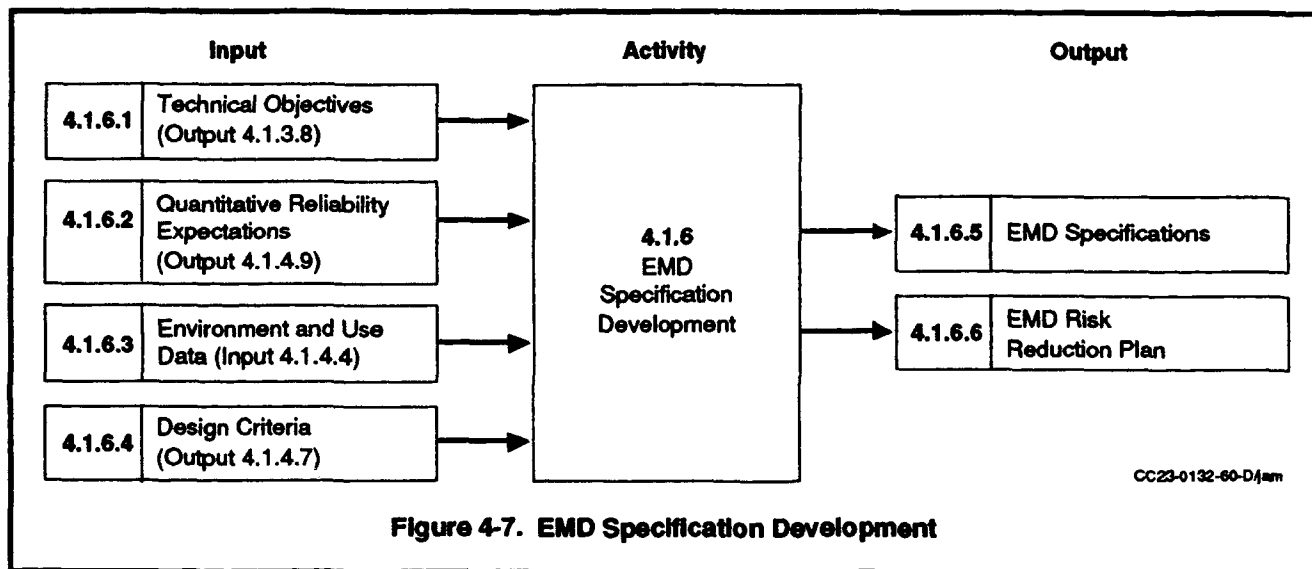 Input
Activity
Output
4.1.6.1
Technical Objectives
(Output 4.1.3.8)
4.1.6.2
Quantitative Reliability
Expectations
(Output 4.1.4.9)
4.1.6.3
Environment and Use
Data (Input 4.1.4.4)
4.1.6.4
Design Criteria
(Output 4.1.4.7)
4.1.6
EMD
Specification
Development
4.1.6.5
EMD Specifications
4.1.6.6
EMD Risk
Reduction Plan
CC23-0132-60-D/jam
Figure 4-7. EMD Specification Development